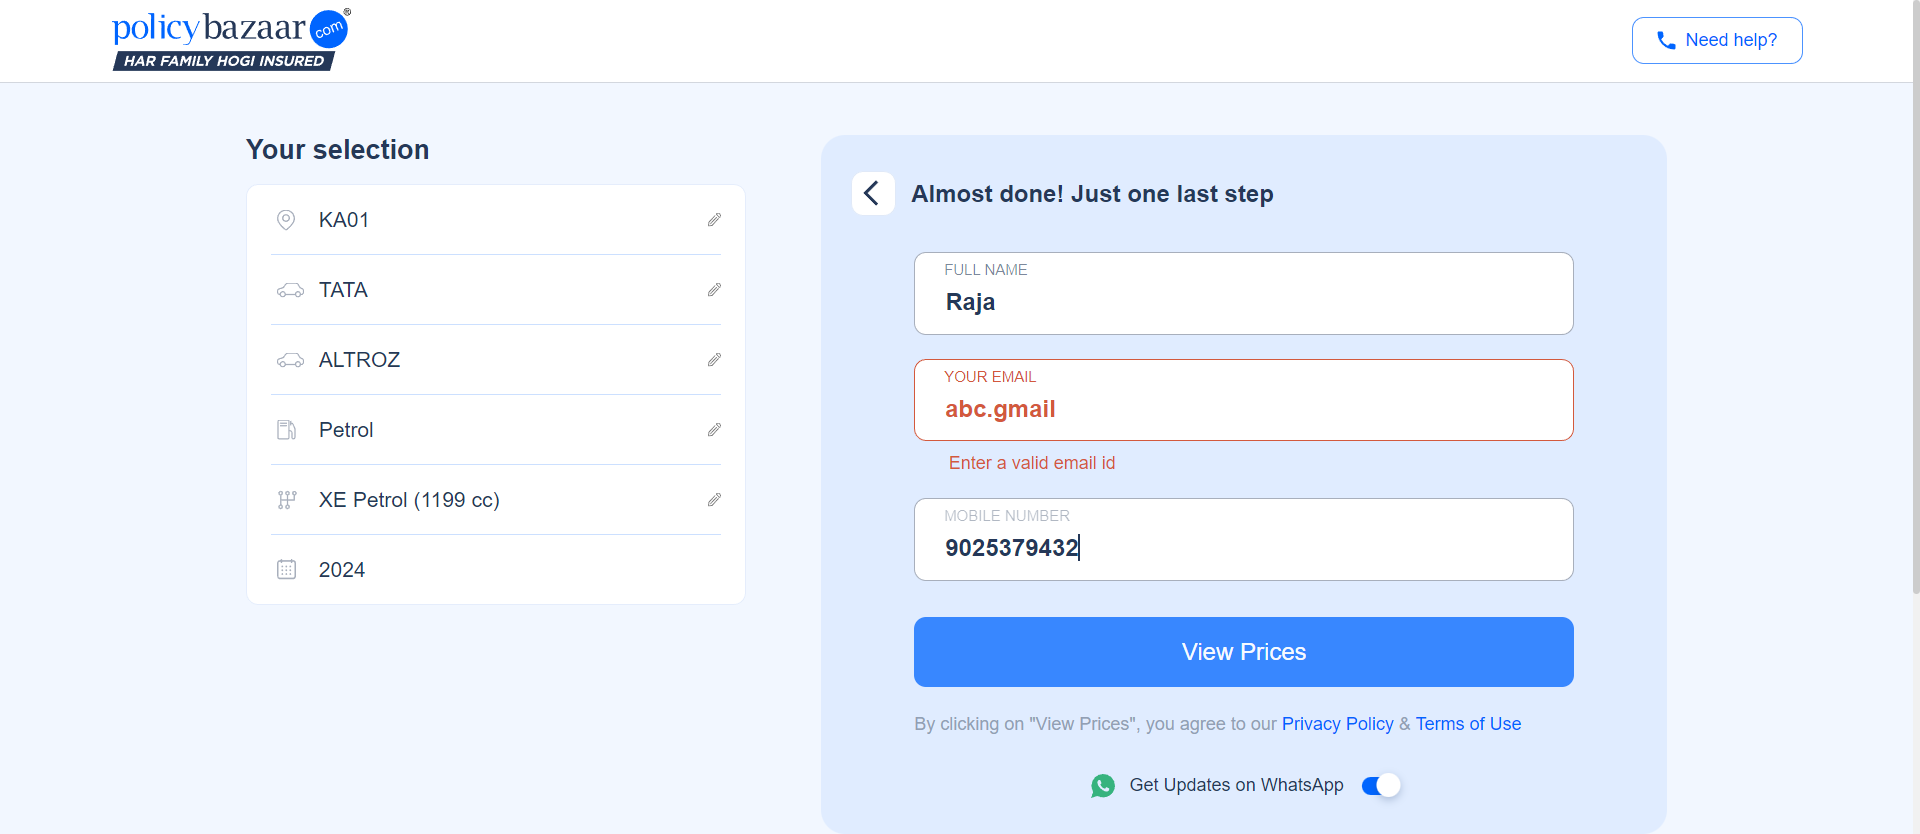 policybazaar.com®
HAR FAMILY HOGI INSURED
Need help?
Your selection
KA01
TATA
ALTROZ
Petrol
XE Petrol (1199 cc)
2024
Almost done! Just one last step
FULL NAME
Raja
YOUR EMAIL
abc.gmail
Enter a valid email id
MOBILE NUMBER
9025379432
View Prices
By clicking on "View Prices", you agree to our Privacy Policy & Terms of Use
Get Updates on WhatsApp